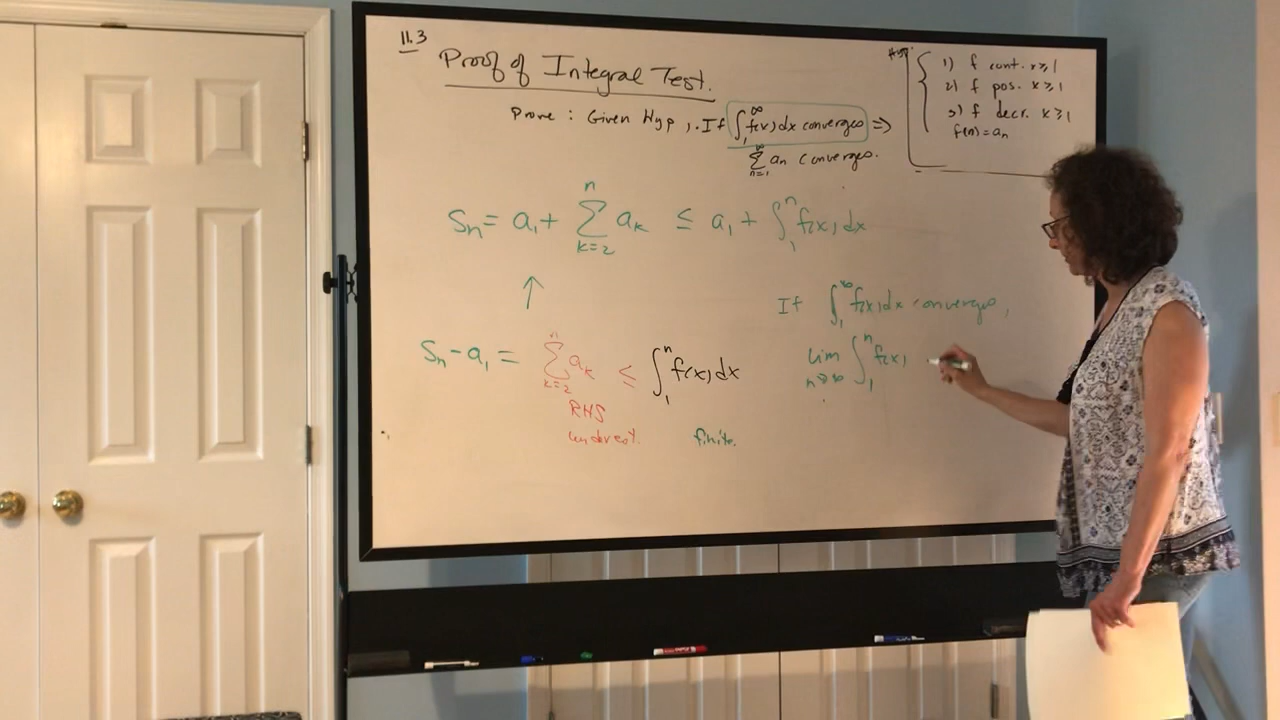 11.3
Proof of Integral Test.
Hyp:
1) f cont. x ≥ 1
2) f pos. x ≥ 1
3) f decr. x ≥ 1
f(n) = an
Prove : Given Hyp, . If ∫₁^∞ f(x) dx converges ⇒
∑_{n=1}^∞ an converges.
Sn = a₁ + ∑_{k=2}^n ak ≤ a₁ + ∫₁^n f(x) dx
↑
If ∫₁^∞ f(x) dx converges,
Sn - a₁ = ∑_{k=2}^n ak ≤ ∫₁^n f(x) dx
lim_{n→∞} ∫₁^n f(x)
RHS
underest.
finite.